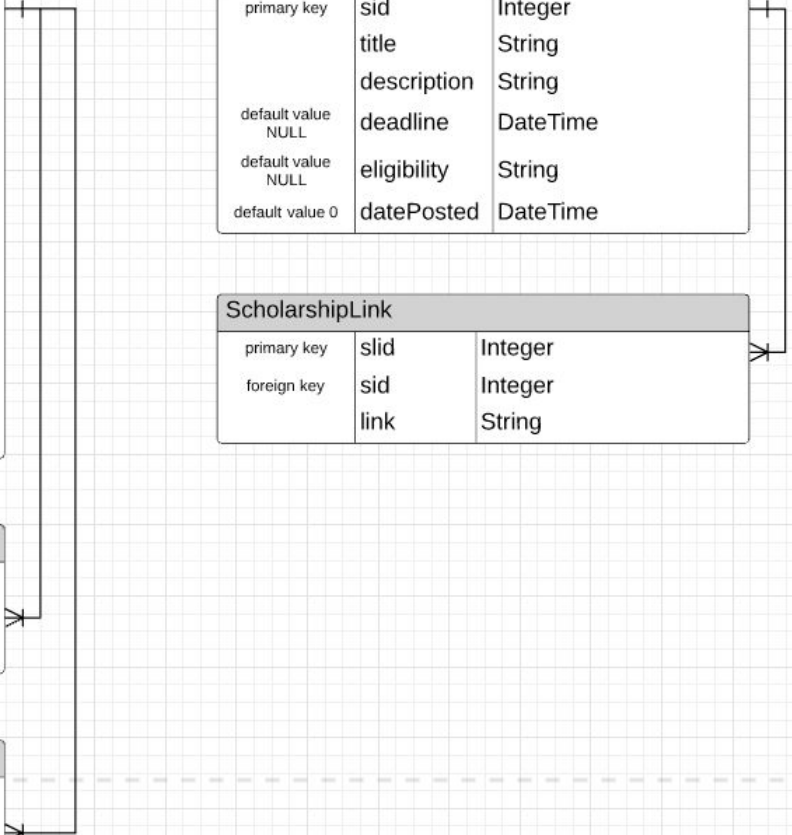 primary key sid Integer
title String
description String
default value
NULL deadline DateTime
default value
NULL eligibility String
default value 0 datePosted DateTime
ScholarshipLink
primary key slid Integer
foreign key sid Integer
link String